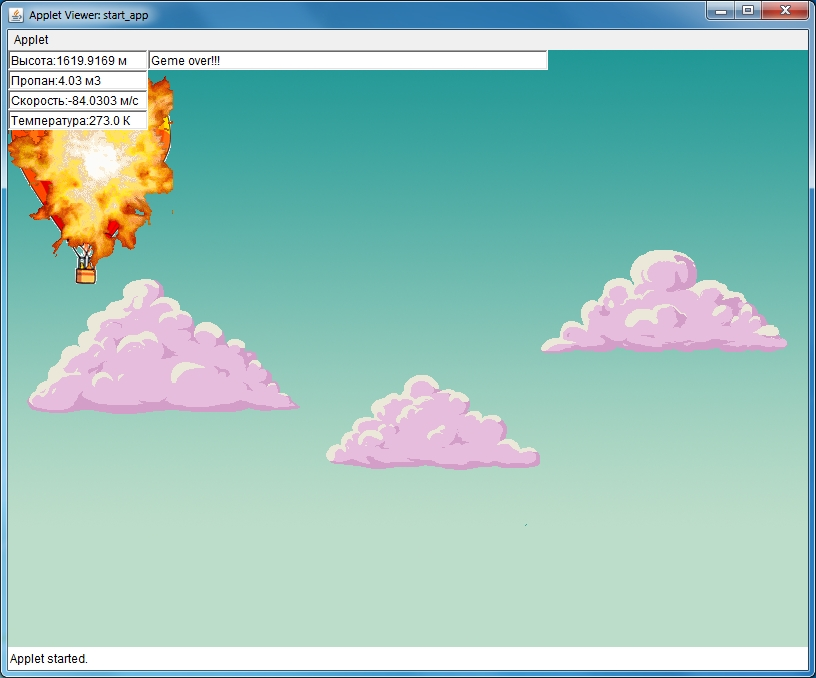 Applet Viewer: start_app
Applet
Высота:1619.9169 м
Geme over!!!
Пропан:4.03 м3
Скорость:-84.0303 м/с
Температура:273.0 K
Applet started.